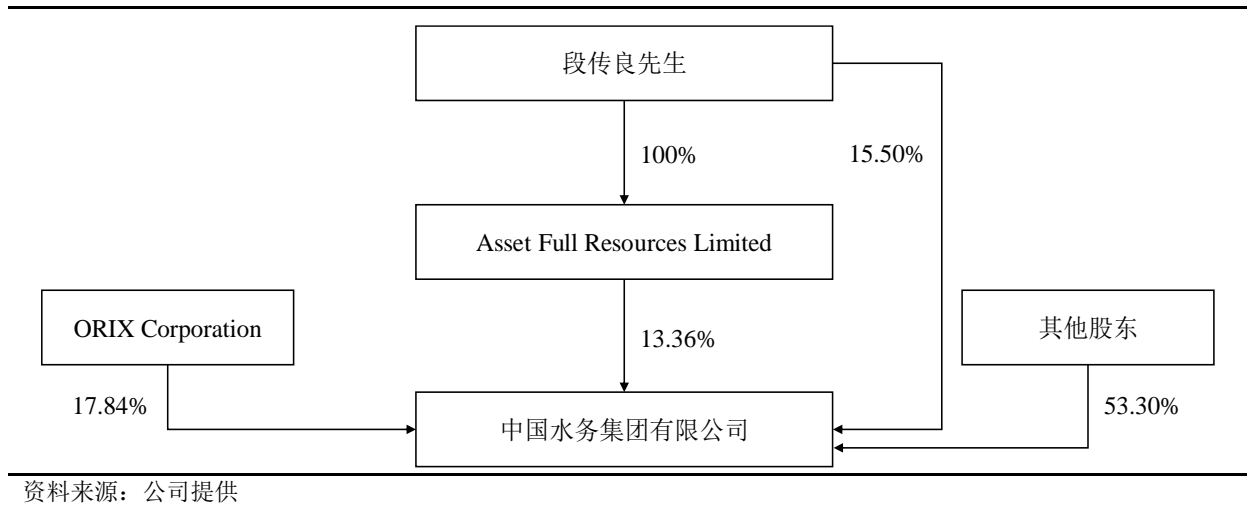 段传良先生
100%
15.50%
Asset Full Resources Limited
ORIX Corporation
13.36%
其他股东
17.84%
53.30%
中国水务集团有限公司
资料来源：公司提供